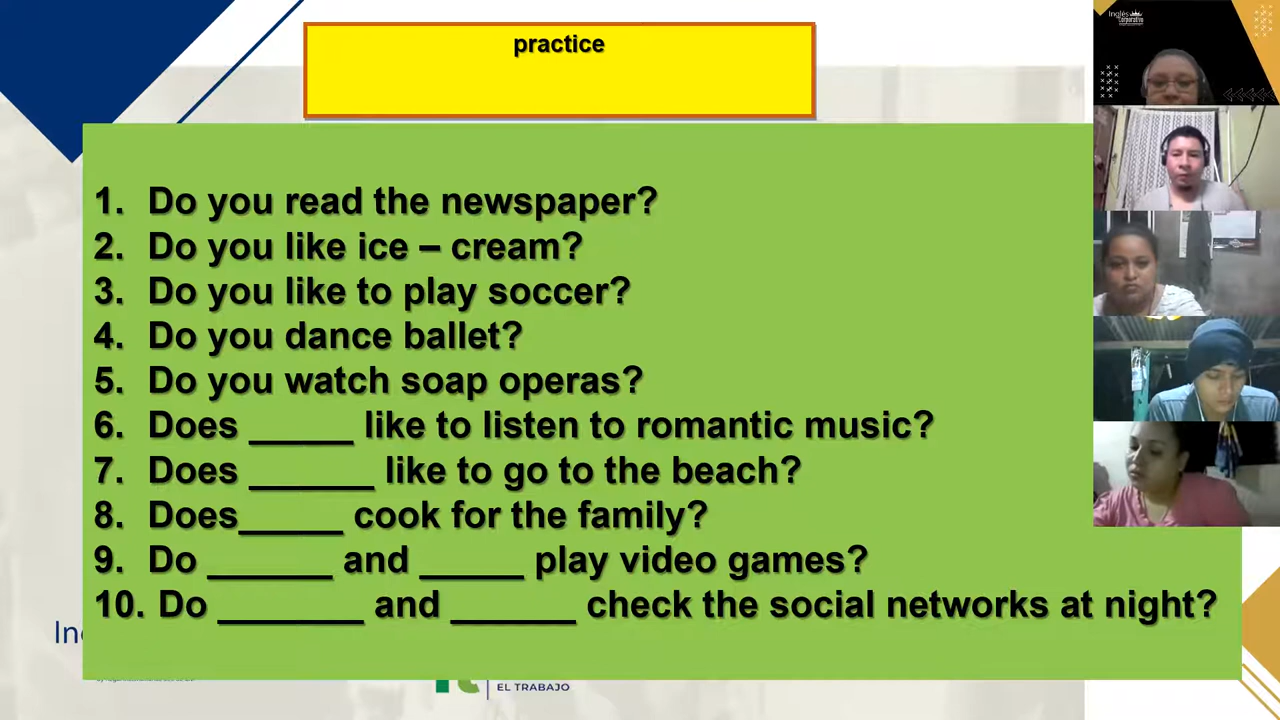 practice
Inglés
Corporativo
1. Do you read the newspaper?
2. Do you like ice – cream?
3. Do you like to play soccer?
4. Do you dance ballet?
5. Do you watch soap operas?
6. Does _____ like to listen to romantic music?
7. Does ______ like to go to the beach?
8. Does_____ cook for the family?
9. Do ______ and _____ play video games?
10. Do _______ and ______ check the social networks at night?
EL TRABAJO